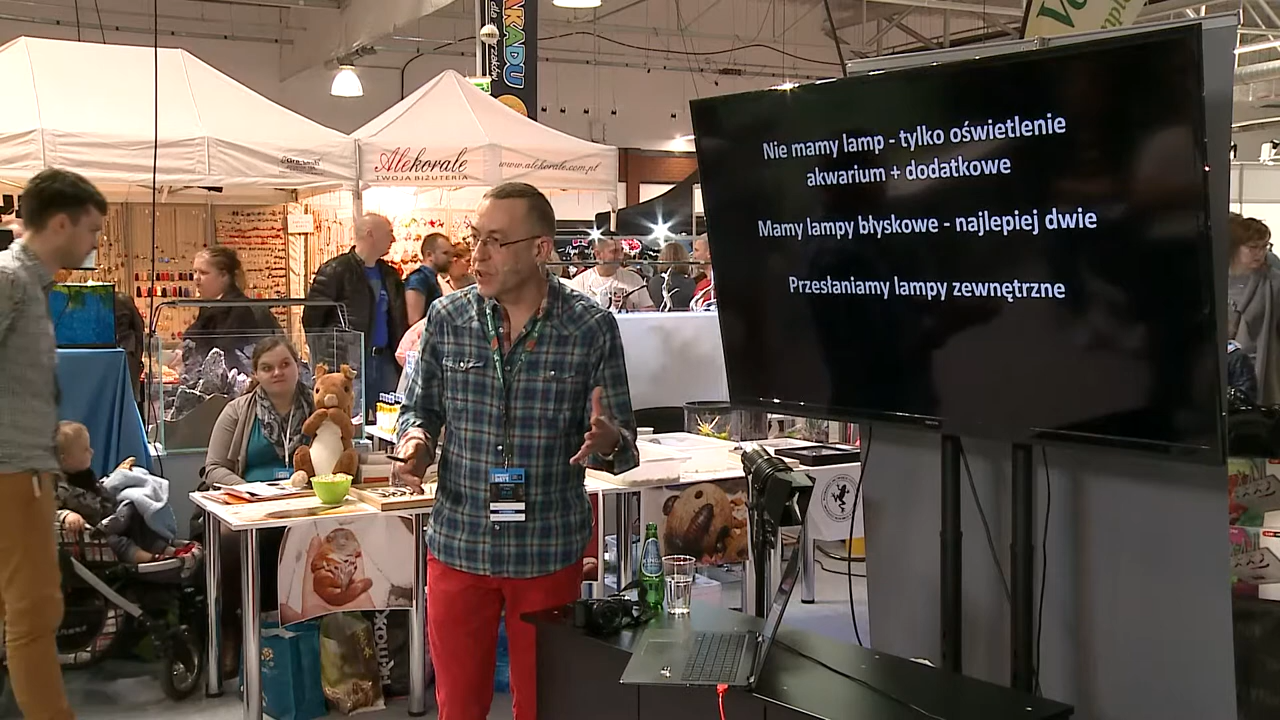 KAKADU
Alekorale
TWOJA BIŻUTERIA
www.alekorale.com.pl
Nie mamy lamp - tylko oświetlenie
akwarium + dodatkowe
Mamy lampy błyskowe - najlepiej dwie
Przesłaniamy lampy zewnętrzne